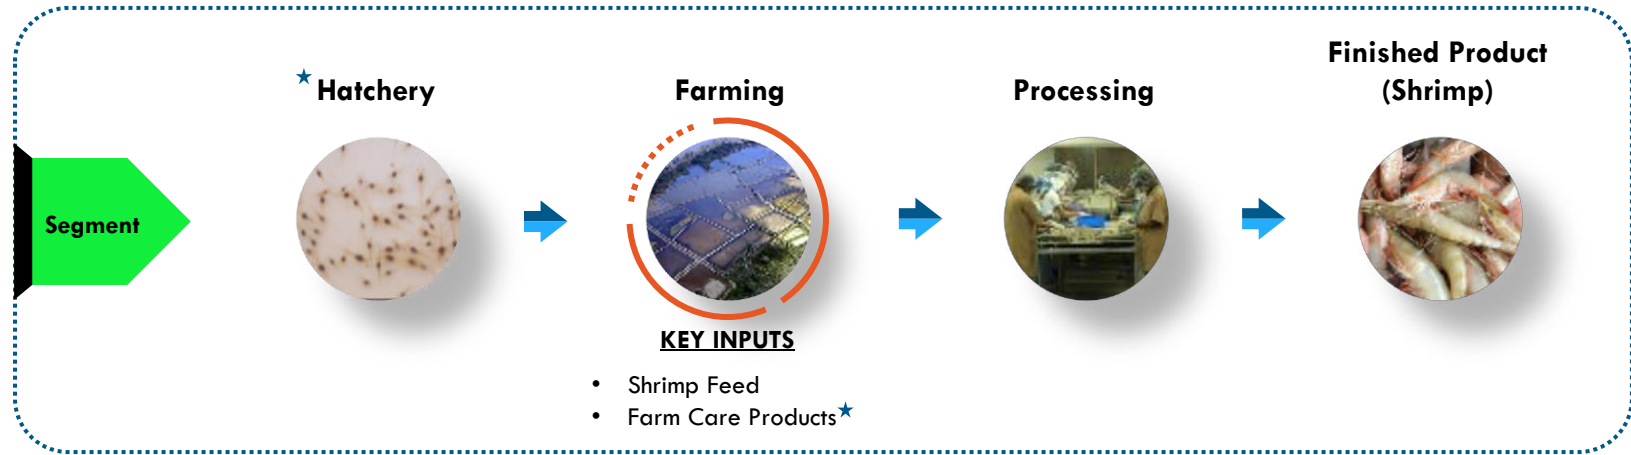 Finished Product
(Shrimp)
★ Hatchery
Farming
Processing
Segment
KEY INPUTS
• Shrimp Feed
• Farm Care Products★